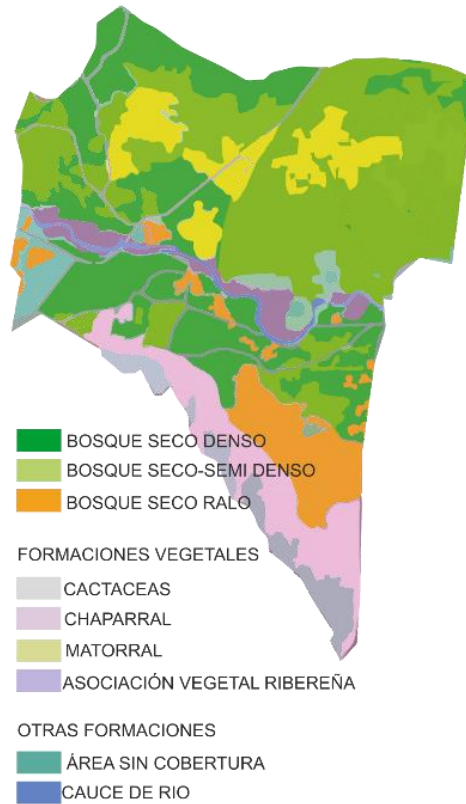 BOSQUE SECO DENSO
BOSQUE SECO-SEMI DENSO
BOSQUE SECO RALO
FORMACIONES VEGETALES
CACTACEAS
CHAPARRAL
MATORRAL
ASOCIACIÓN VEGETAL RIBEREÑA
OTRAS FORMACIONES
ÁREA SIN COBERTURA
CAUCE DE RIO